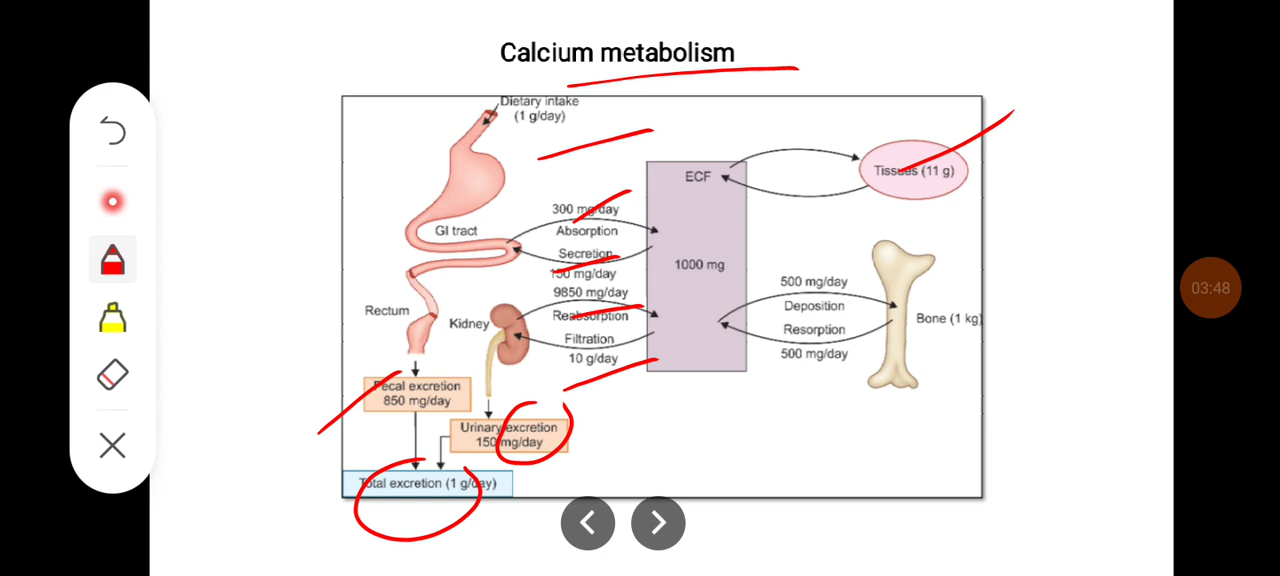 Calcium metabolism
Dietary intake
(1 g/day)
ECF
Tissues (11 g)
300 mg/day
GI tract
Absorption
Secretion
150 mg/day
1000 mg
9850 mg/day
500 mg/day
Rectum
Kidney
Reabsorption
Deposition
Bone (1 kg)
Filtration
Resorption
10 g/day
500 mg/day
Fecal excretion
850 mg/day
Urinary excretion
150 mg/day
Total excretion (1 g/day)
03:48